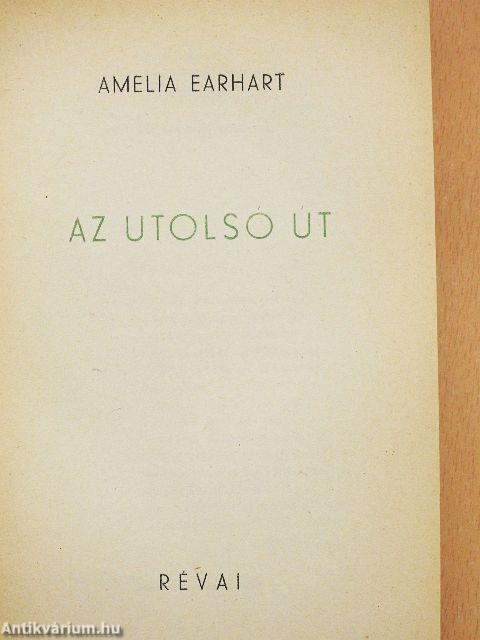 AMELIA EARHART
AZ UTOLSÓ ÚT
RÉVAI
Antikvárium.hu